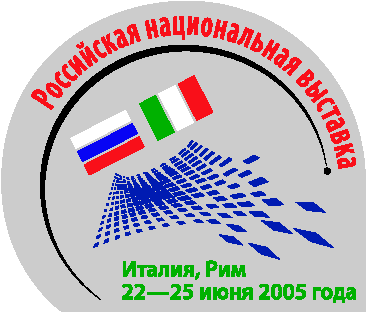 Российская национальная выставка
Италия, Рим
22—25 июня 2005 года